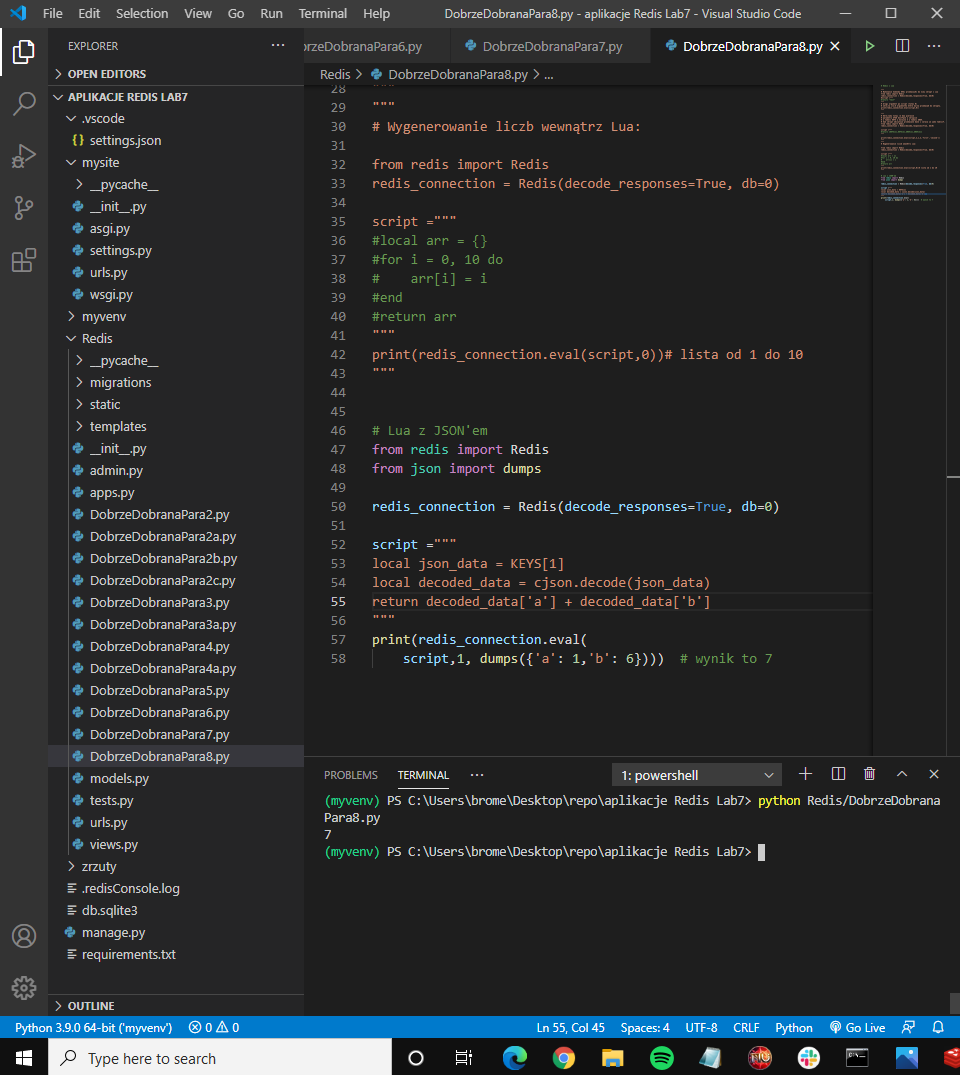 File Edit Selection View Go Run Terminal Help DobrzeDobranaPara8.py - aplikacje Redis Lab7 - Visual Studio Code
EXPLORER
OPEN EDITORS
APLIKACJE REDIS LAB7
.vscode
{} settings.json
mysite
__pycache__
__init__.py
asgi.py
settings.py
urls.py
wsgi.py
myvenv
Redis
__pycache__
migrations
static
templates
__init__.py
admin.py
apps.py
DobrzeDobranaPara2.py
DobrzeDobranaPara2a.py
DobrzeDobranaPara2b.py
DobrzeDobranaPara2c.py
DobrzeDobranaPara3.py
DobrzeDobranaPara3a.py
DobrzeDobranaPara4.py
DobrzeDobranaPara4a.py
DobrzeDobranaPara5.py
DobrzeDobranaPara6.py
DobrzeDobranaPara7.py
DobrzeDobranaPara8.py
models.py
tests.py
urls.py
views.py
zrzuty
.redisConsole.log
db.sqlite3
manage.py
requirements.txt
OUTLINE
rzeDobranaPara6.py DobrzeDobranaPara7.py DobrzeDobranaPara8.py
Redis > DobrzeDobranaPara8.py > ...
28
29 """
30 # Wygenerowanie liczb wewnątrz Lua:
31
32 from redis import Redis
33 redis_connection = Redis(decode_responses=True, db=0)
34
35 script ="""
36 #local arr = {}
37 #for i = 0, 10 do
38 #    arr[i] = i
39 #end
40 #return arr
41 """
42 print(redis_connection.eval(script,0))# lista od 1 do 10
43 """
44
45
46 # Lua z JSON'em
47 from redis import Redis
48 from json import dumps
49
50 redis_connection = Redis(decode_responses=True, db=0)
51
52 script ="""
53 local json_data = KEYS[1]
54 local decoded_data = cjson.decode(json_data)
55 return decoded_data['a'] + decoded_data['b']
56 """
57 print(redis_connection.eval(
58     script,1, dumps({'a': 1,'b': 6})))  # wynik to 7
PROBLEMS TERMINAL ... 1: powershell
(myvenv) PS C:\Users\brome\Desktop\repo\aplikacje Redis Lab7> python Redis/DobrzeDobrana
Para8.py
7
(myvenv) PS C:\Users\brome\Desktop\repo\aplikacje Redis Lab7>
Python 3.9.0 64-bit ('myvenv') 0 0 Ln 55, Col 45 Spaces: 4 UTF-8 CRLF Python Go Live
Type here to search